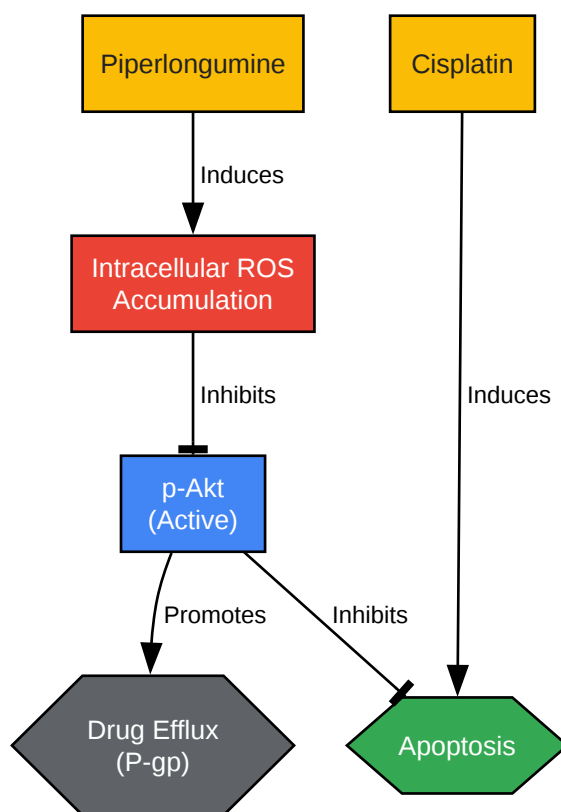 Piperlongumine
Cisplatin
Induces
Intracellular ROS
Accumulation
Inhibits
Induces
p-Akt
(Active)
Promotes
Inhibits
Drug Efflux
(P-gp)
Apoptosis